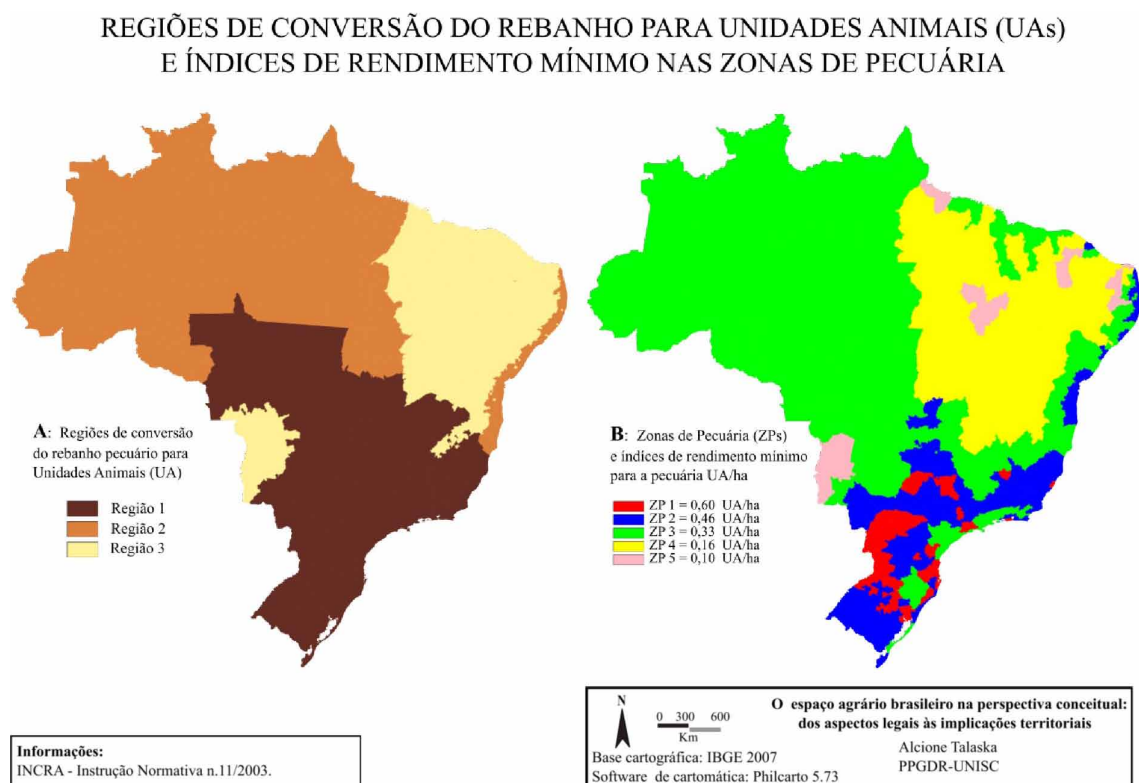 REGIÕES DE CONVERSÃO DO REBANHO PARA UNIDADES ANIMAIS (UAs)
E ÍNDICES DE RENDIMENTO MÍNIMO NAS ZONAS DE PECUÁRIA
A: Regiões de conversão
do rebanho pecuário para
Unidades Animais (UA)
Região 1
Região 2
Região 3
B: Zonas de Pecuária (ZPs)
e índices de rendimento mínimo
para a pecuária UA/ha
ZP 1 = 0,60 UA/ha
ZP 2 = 0,46 UA/ha
ZP 3 = 0,33 UA/ha
ZP 4 = 0,16 UA/ha
ZP 5 = 0,10 UA/ha
Informações:
INCRA - Instrução Normativa n.11/2003.
N
0 300 600
Km
Base cartográfica: IBGE 2007
Software de cartomática: Philcarto 5.73
O espaço agrário brasileiro na perspectiva conceitual:
dos aspectos legais às implicações territoriais
Alcione Talaska
PPGDR-UNISC